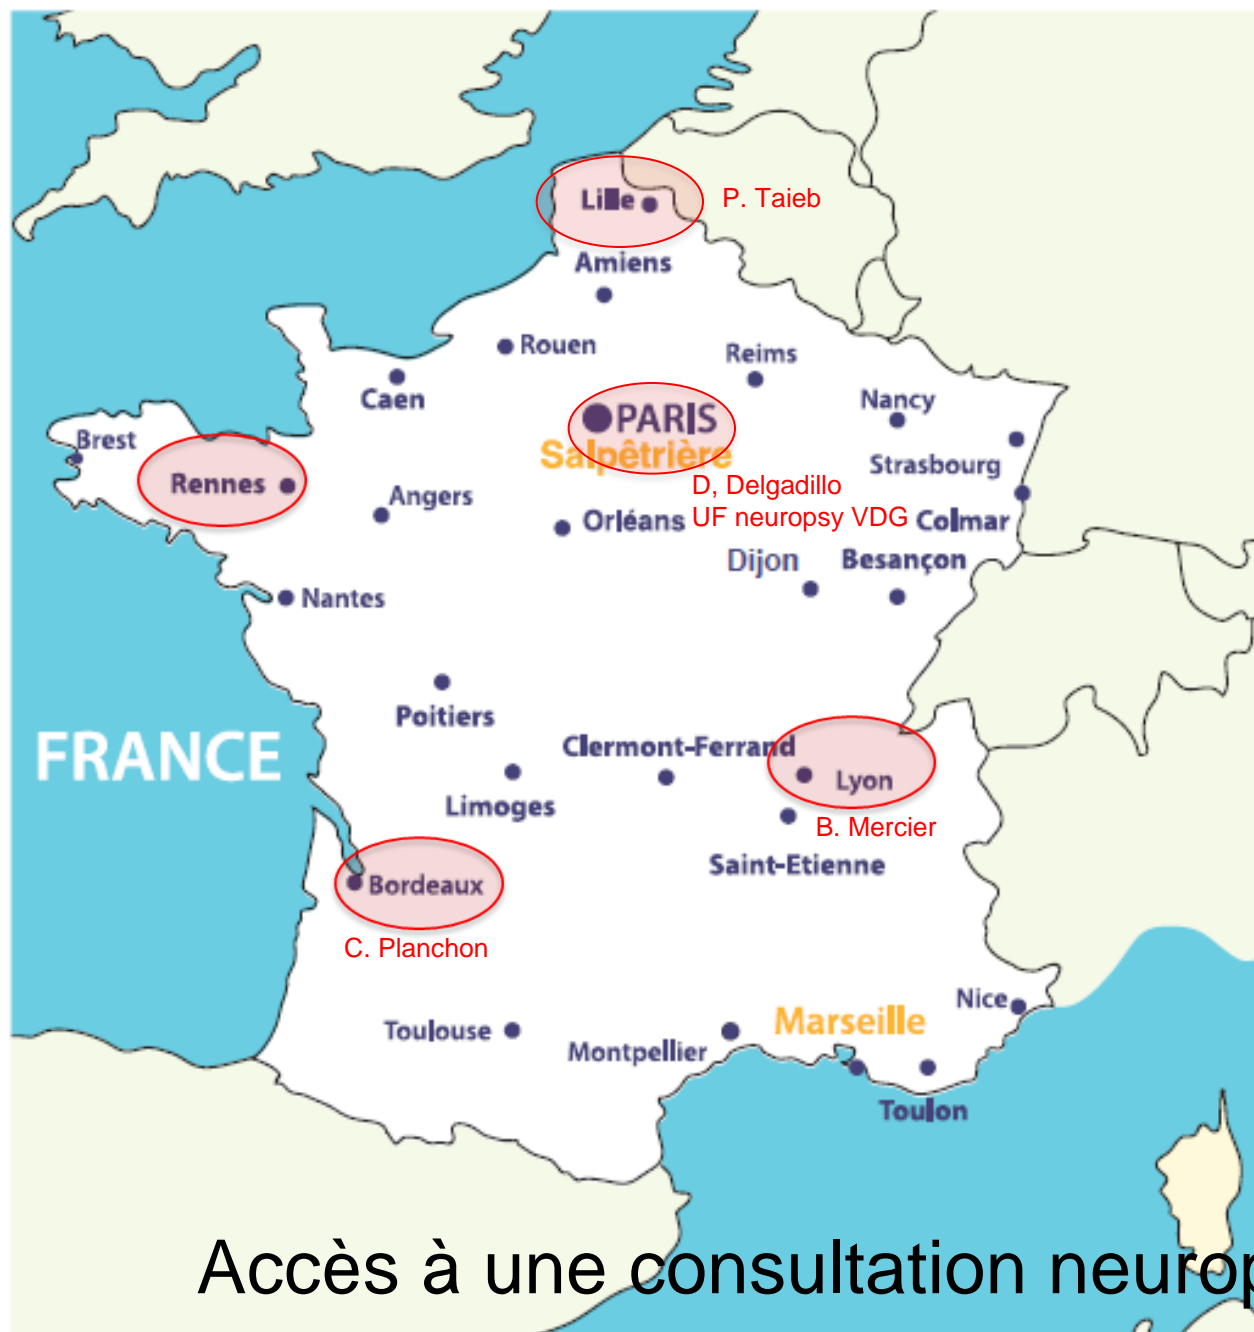 Lille
P. Taieb
Amiens
Rouen
Reims
Caen
Nancy
PARIS
Brest
Salpêtrière
Strasbourg
Rennes
Angers
D, Delgadillo
Orléans
UF neuropsy VDG
Colmar
Dijon
Besançon
Nantes
Poitiers
FRANCE
Clermont-Ferrand
Lyon
Limoges
B. Mercier
Saint-Etienne
Bordeaux
C. Planchon
Nice
Marseille
Toulouse
Montpellier
Toulon
Accès à une consultation neurop